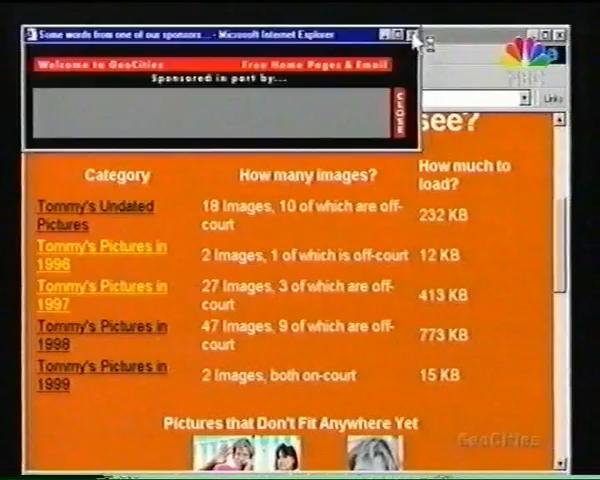 Some words from one of our sponsors... - Microsoft Internet Explorer
Welcome to GeoCities
Free Home Pages & Email
Sponsored in part by...
CLOSE
NBC
Links
see?
Category
How many images?
How much to load?
Tommy's Undated Pictures
18 Images, 10 of which are off-court
232 KB
Tommy's Pictures in 1996
2 Images, 1 of which is off-court
12 KB
Tommy's Pictures in 1997
27 Images, 3 of which are off-court
413 KB
Tommy's Pictures in 1998
47 Images, 9 of which are off-court
773 KB
Tommy's Pictures in 1999
2 Images, both on-court
15 KB
Pictures that Don't Fit Anywhere Yet
GeoCities